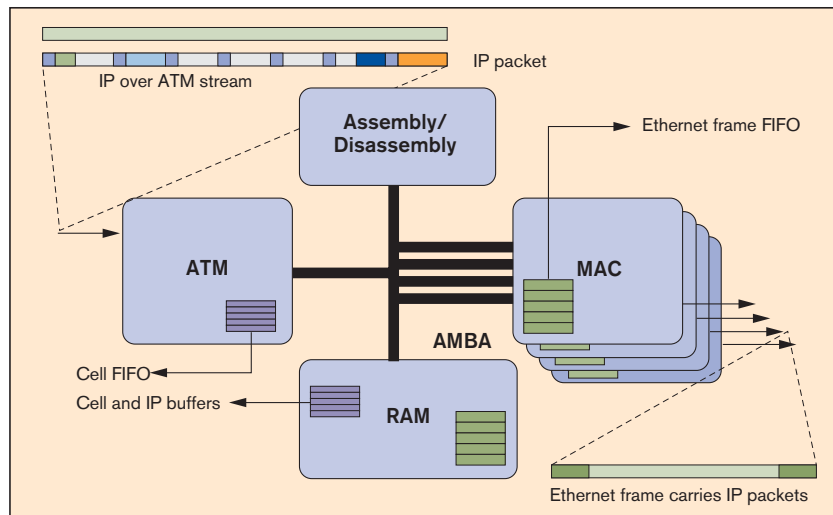 IP over ATM stream
IP packet
Assembly/
Disassembly
Ethernet frame FIFO
ATM
MAC
AMBA
Cell FIFO
Cell and IP buffers
RAM
Ethernet frame carries IP packets